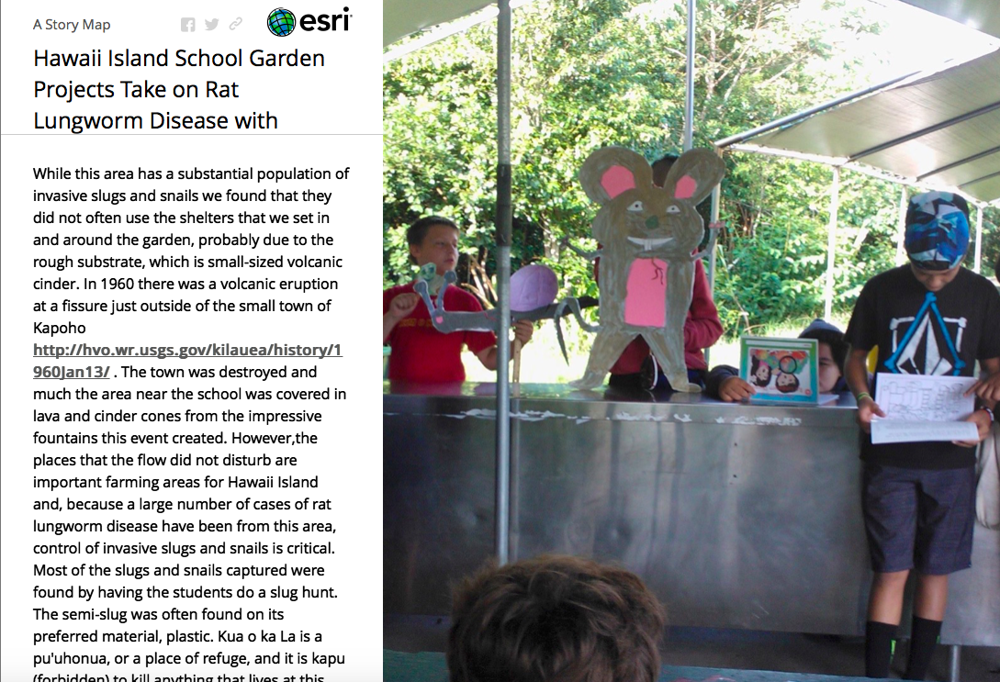 A Story Map
esri
Hawaii Island School Garden
Projects Take on Rat
Lungworm Disease with
While this area has a substantial population of
invasive slugs and snails we found that they
did not often use the shelters that we set in
and around the garden, probably due to the
rough substrate, which is small-sized volcanic
cinder. In 1960 there was a volcanic eruption
at a fissure just outside of the small town of
Kapoho
http://hvo.wr.usgs.gov/kilauea/history/1
960Jan13/ . The town was destroyed and
much the area near the school was covered in
lava and cinder cones from the impressive
fountains this event created. However,the
places that the flow did not disturb are
important farming areas for Hawaii Island
and, because a large number of cases of rat
lungworm disease have been from this area,
control of invasive slugs and snails is critical.
Most of the slugs and snails captured were
found by having the students do a slug hunt.
The semi-slug was often found on its
preferred material, plastic. Kua o ka La is a
pu'uhonua, or a place of refuge, and it is kapu
(forbidden) to kill anything that lives at this